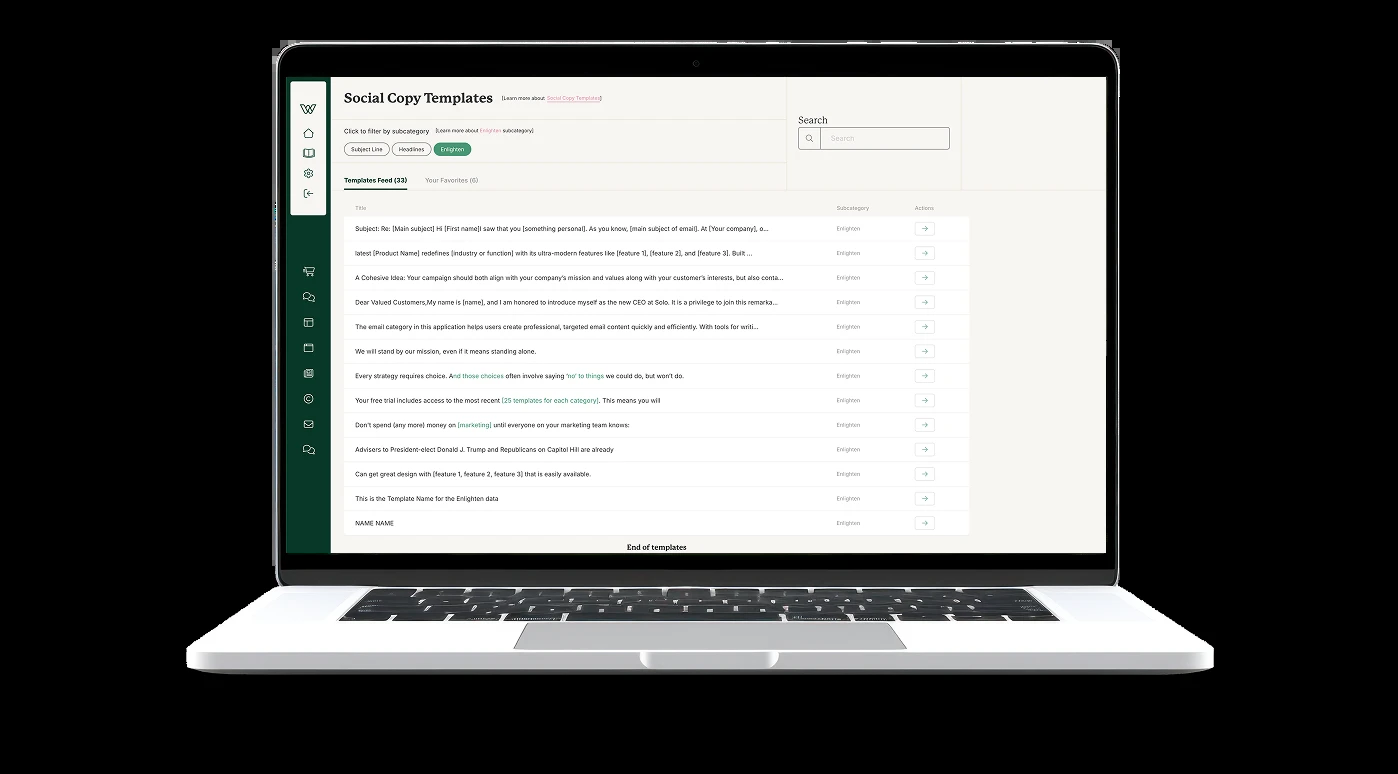 Social Copy Templates [Learn more about Social Copy Templates]
Click to filter by subcategory [Learn more about Enlighten subcategory]
Subject Line Headlines Enlighten
Search
Search
Templates Feed (33) Your Favorites (6)
Title Subcategory Actions
Subject: Re: [Main subject] Hi [First name]I saw that you [something personal]. As you know, [main subject of email]. At [Your company], o... Enlighten
latest [Product Name] redefines [industry or function] with its ultra-modern features like [feature 1], [feature 2], and [feature 3]. Built ... Enlighten
A Cohesive Idea: Your campaign should both align with your company's mission and values along with your customer's interests, but also conta... Enlighten
Dear Valued Customers,My name is [name], and I am honored to introduce myself as the new CEO at Solo. It is a privilege to join this remarka... Enlighten
The email category in this application helps users create professional, targeted email content quickly and efficiently. With tools for writi... Enlighten
We will stand by our mission, even if it means standing alone. Enlighten
Every strategy requires choice. And those choices often involve saying 'no' to things we could do, but won't do. Enlighten
Your free trial includes access to the most recent [25 templates for each category]. This means you will Enlighten
Don't spend (any more) money on [marketing] until everyone on your marketing team knows: Enlighten
Advisers to President-elect Donald J. Trump and Republicans on Capitol Hill are already Enlighten
Can get great design with [feature 1, feature 2, feature 3] that is easily available. Enlighten
This is the Template Name for the Enlighten data Enlighten
NAME NAME Enlighten
End of templates